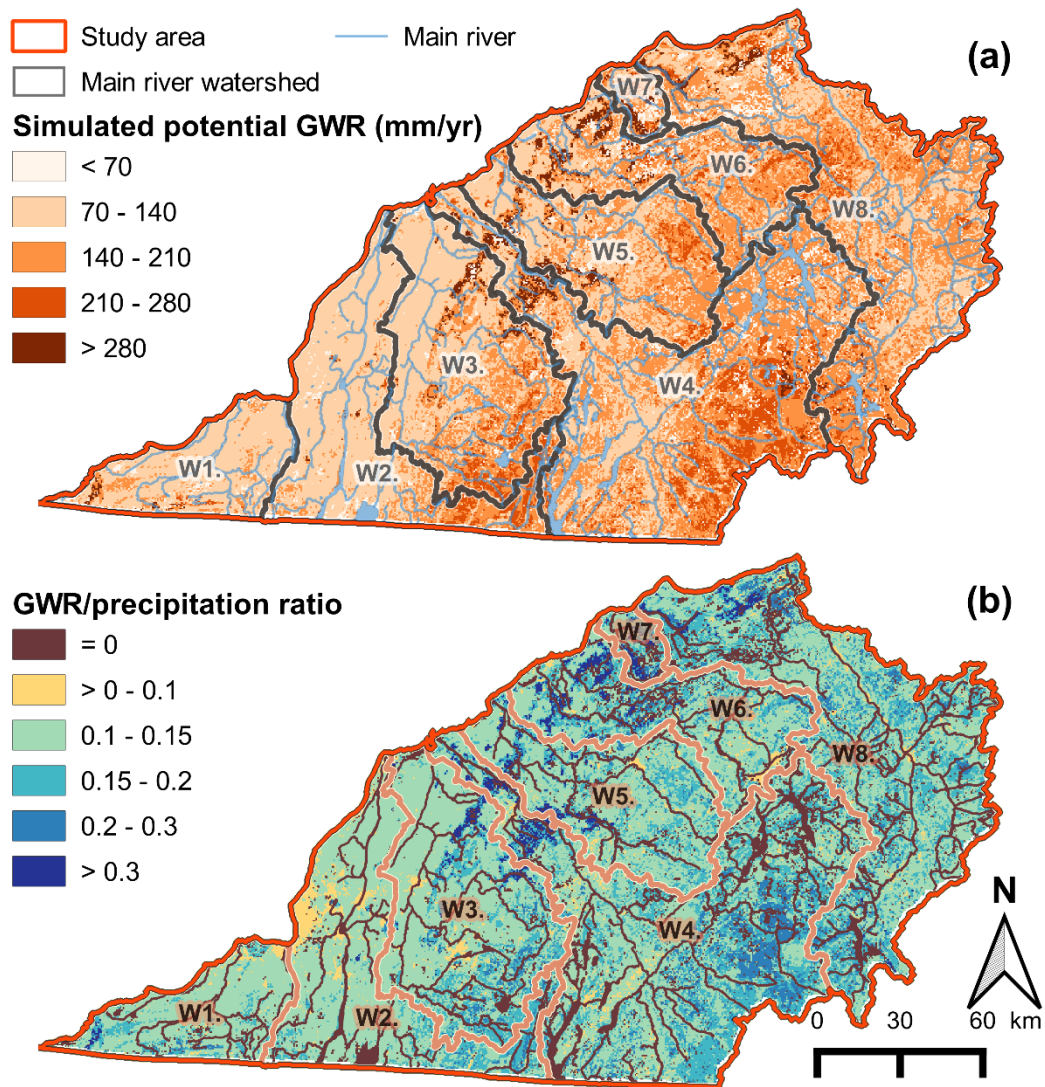 Study area
Main river
Main river watershed
(a)
Simulated potential GWR (mm/yr)
< 70
70 - 140
140 - 210
210 - 280
> 280
W7.
W6.
W8.
W5.
W4.
W3.
W2.
W1.
(b)
GWR/precipitation ratio
= 0
> 0 - 0.1
0.1 - 0.15
0.15 - 0.2
0.2 - 0.3
> 0.3
W7.
W6.
W8.
W5.
W4.
W3.
W2.
W1.
N
0 30 60 km